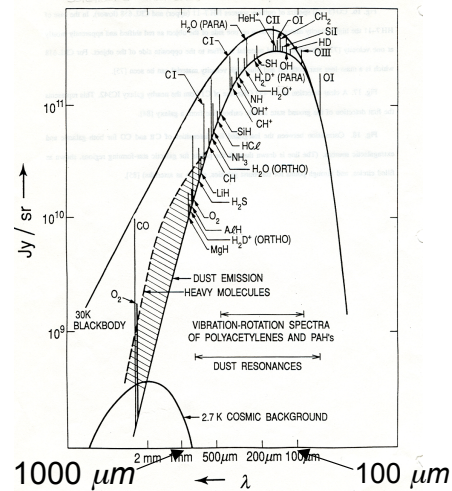 HeH⁺
CII
OI
CH₂
SiI
HD
OIII
H₂O (PARA)
CI
SH
OH
OI
H₂D⁺ (PARA)
H₂O⁺
NH
OH⁺
CH⁺
CI
SiH
HCℓ
NH₃
H₂O (ORTHO)
CH
LiH
H₂S
O₂
AℓH
H₂D⁺ (ORTHO)
MgH
CO
O₂
10¹¹
10¹⁰
10⁹
Jy / sr
DUST EMISSION
HEAVY MOLECULES
30K
BLACKBODY
VIBRATION-ROTATION SPECTRA
OF POLYACETYLENES AND PAH's
DUST RESONANCES
2.7 K COSMIC BACKGROUND
2 mm 1mm 500μm 200μm 100μm
1000 μm
λ
100 μm